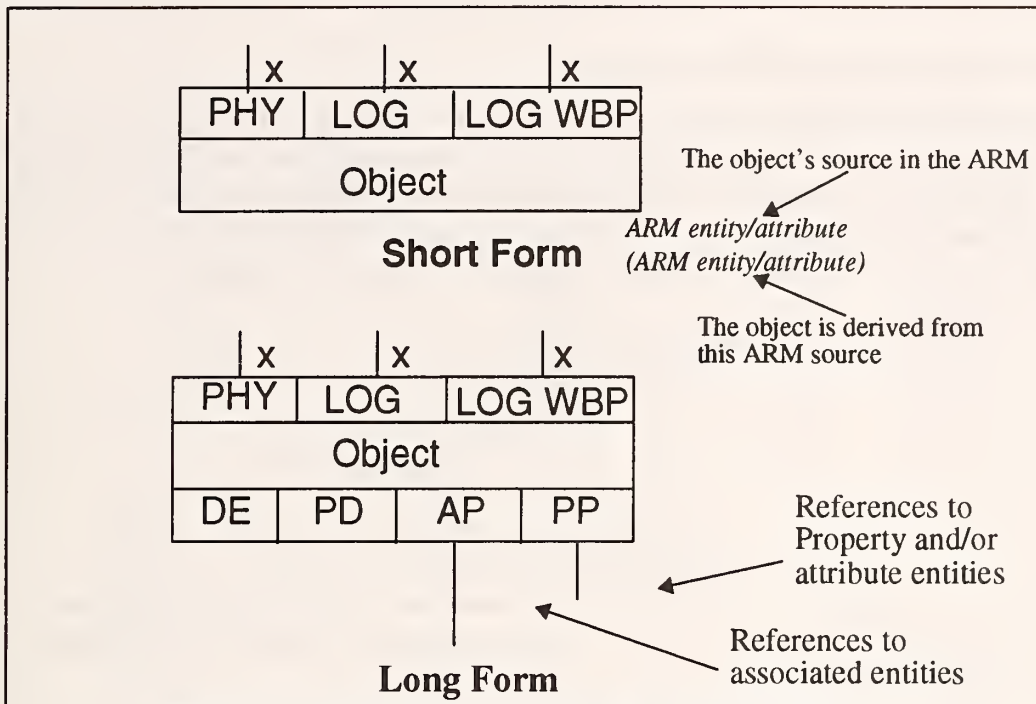 x x x
PHY LOG LOG WBP
Object
The object's source in the ARM
Short Form
ARM entity/attribute
(ARM entity/attribute)
The object is derived from
this ARM source
x x x
PHY LOG LOG WBP
Object
DE PD AP PP
References to
Property and/or
attribute entities
References to
associated entities
Long Form